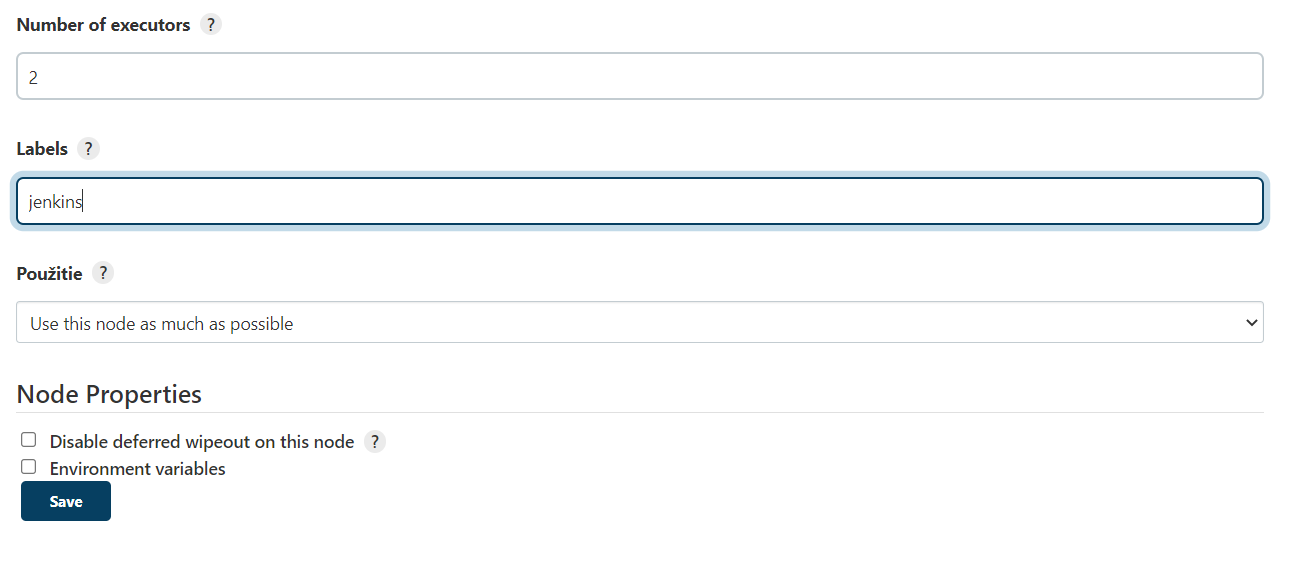 Number of executors ?
2
Labels ?
jenkins
Použitie ?
Use this node as much as possible
Node Properties
Disable deferred wipeout on this node ?
Environment variables
Save